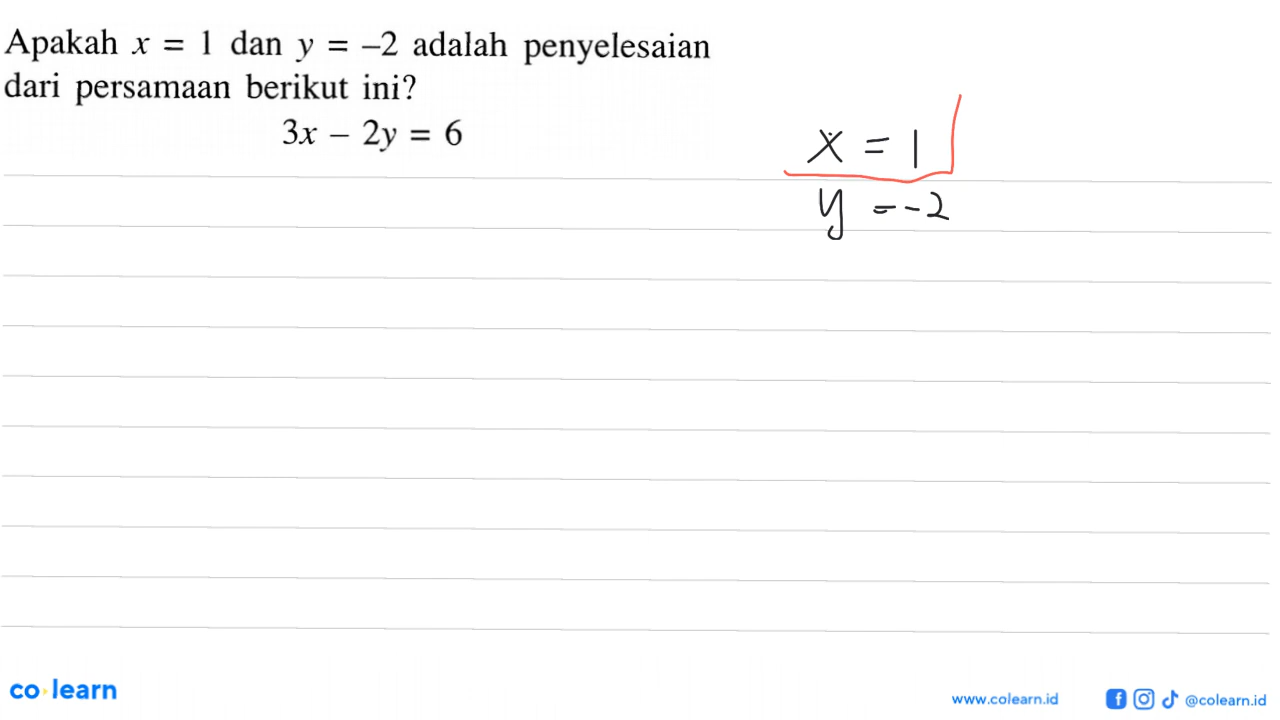 Apakah x = 1 dan y = –2 adalah penyelesaian
dari persamaan berikut ini?
3x – 2y = 6
x = 1
y = -2
co learn
www.colearn.id
@colearn.id